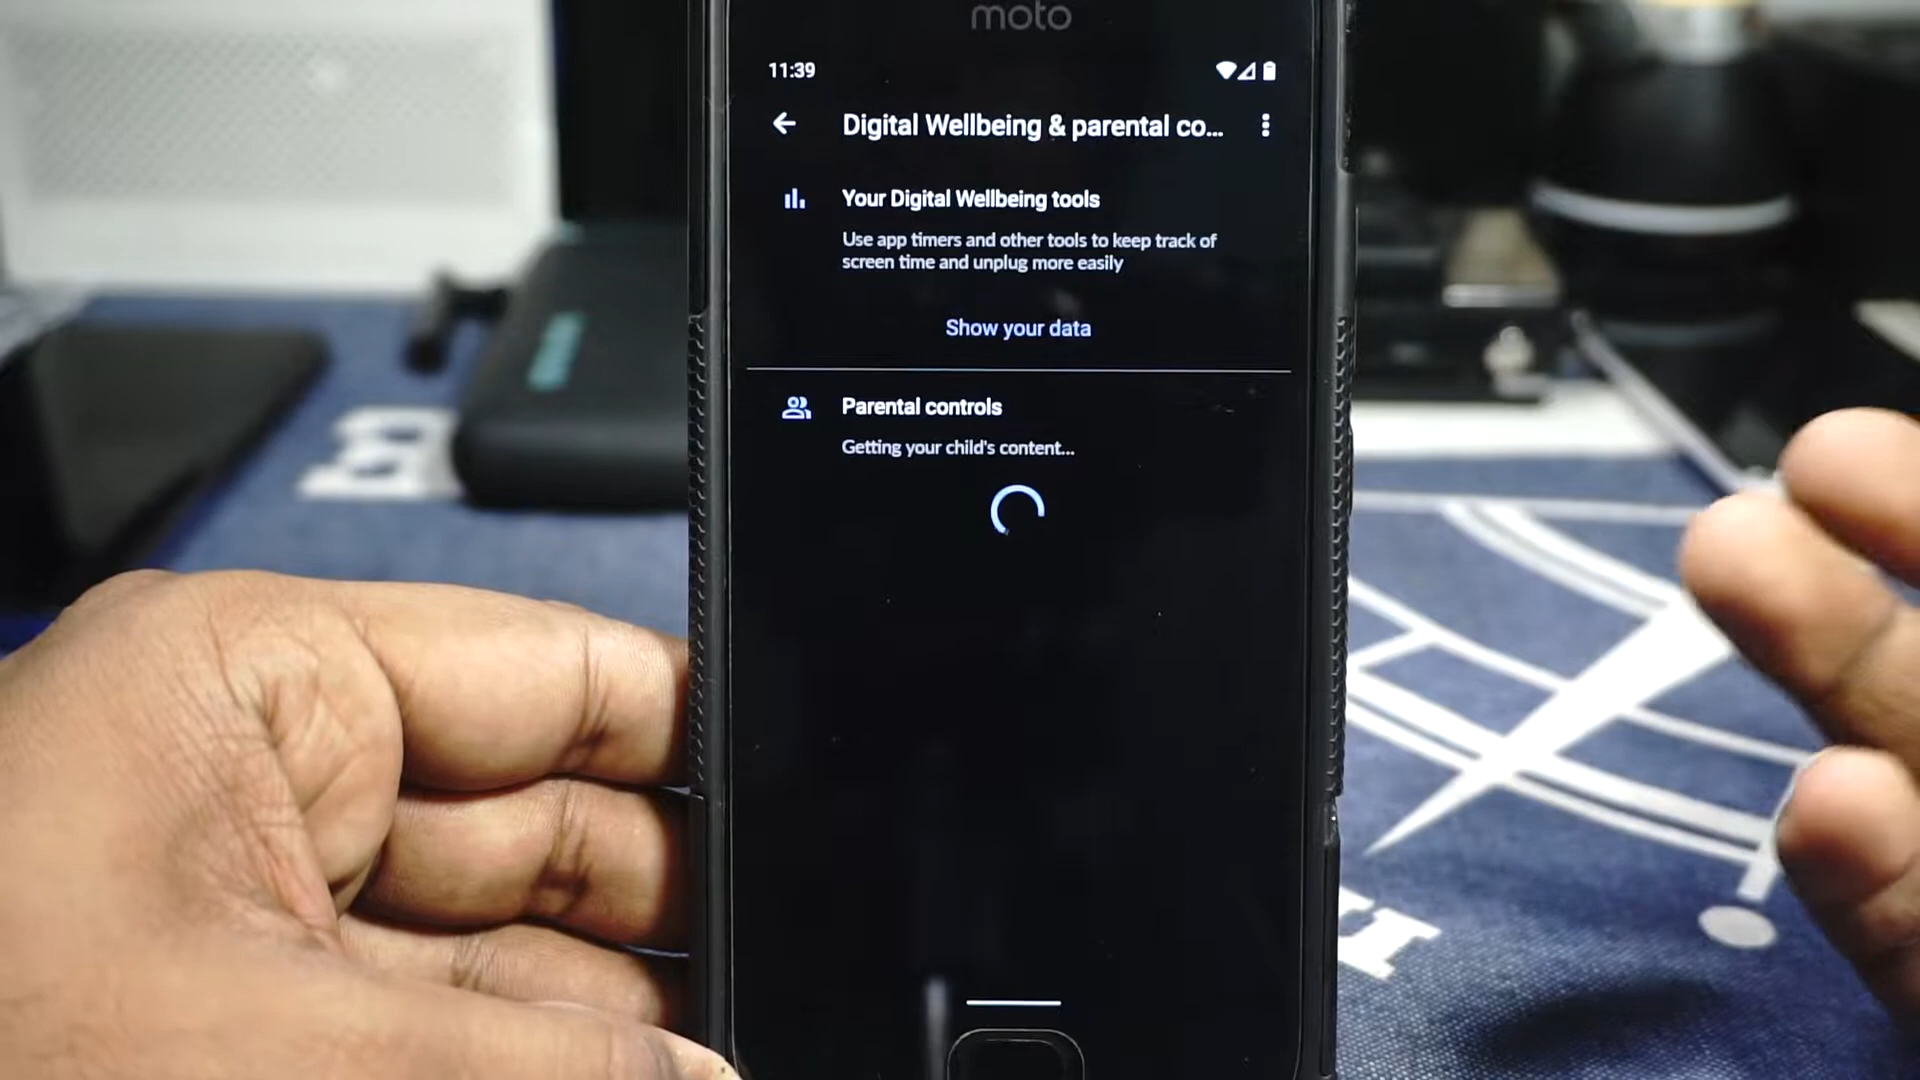 moto
11:39
Digital Wellbeing & parental co...
Your Digital Wellbeing tools
Use app timers and other tools to keep track of
screen time and unplug more easily
Show your data
Parental controls
Getting your child's content...